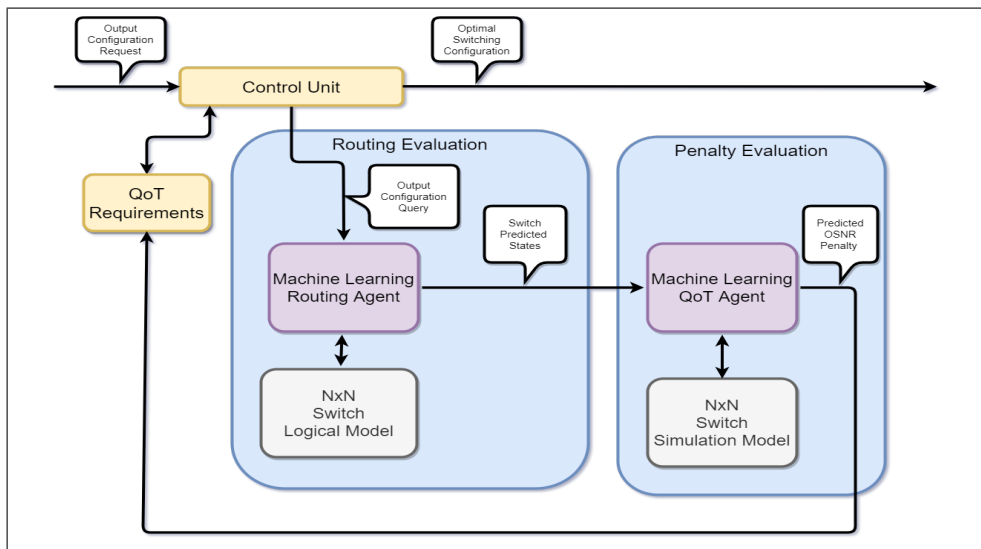 Output
Configuration
Request
Optimal
Switching
Configuration
Control Unit
Routing Evaluation
Penalty Evaluation
QoT
Requirements
Output
Configuration
Query
Switch
Predicted
States
Predicted
OSNR
Penalty
Machine Learning
Routing Agent
Machine Learning
QoT Agent
NxN
Switch
Logical Model
NxN
Switch
Simulation Model